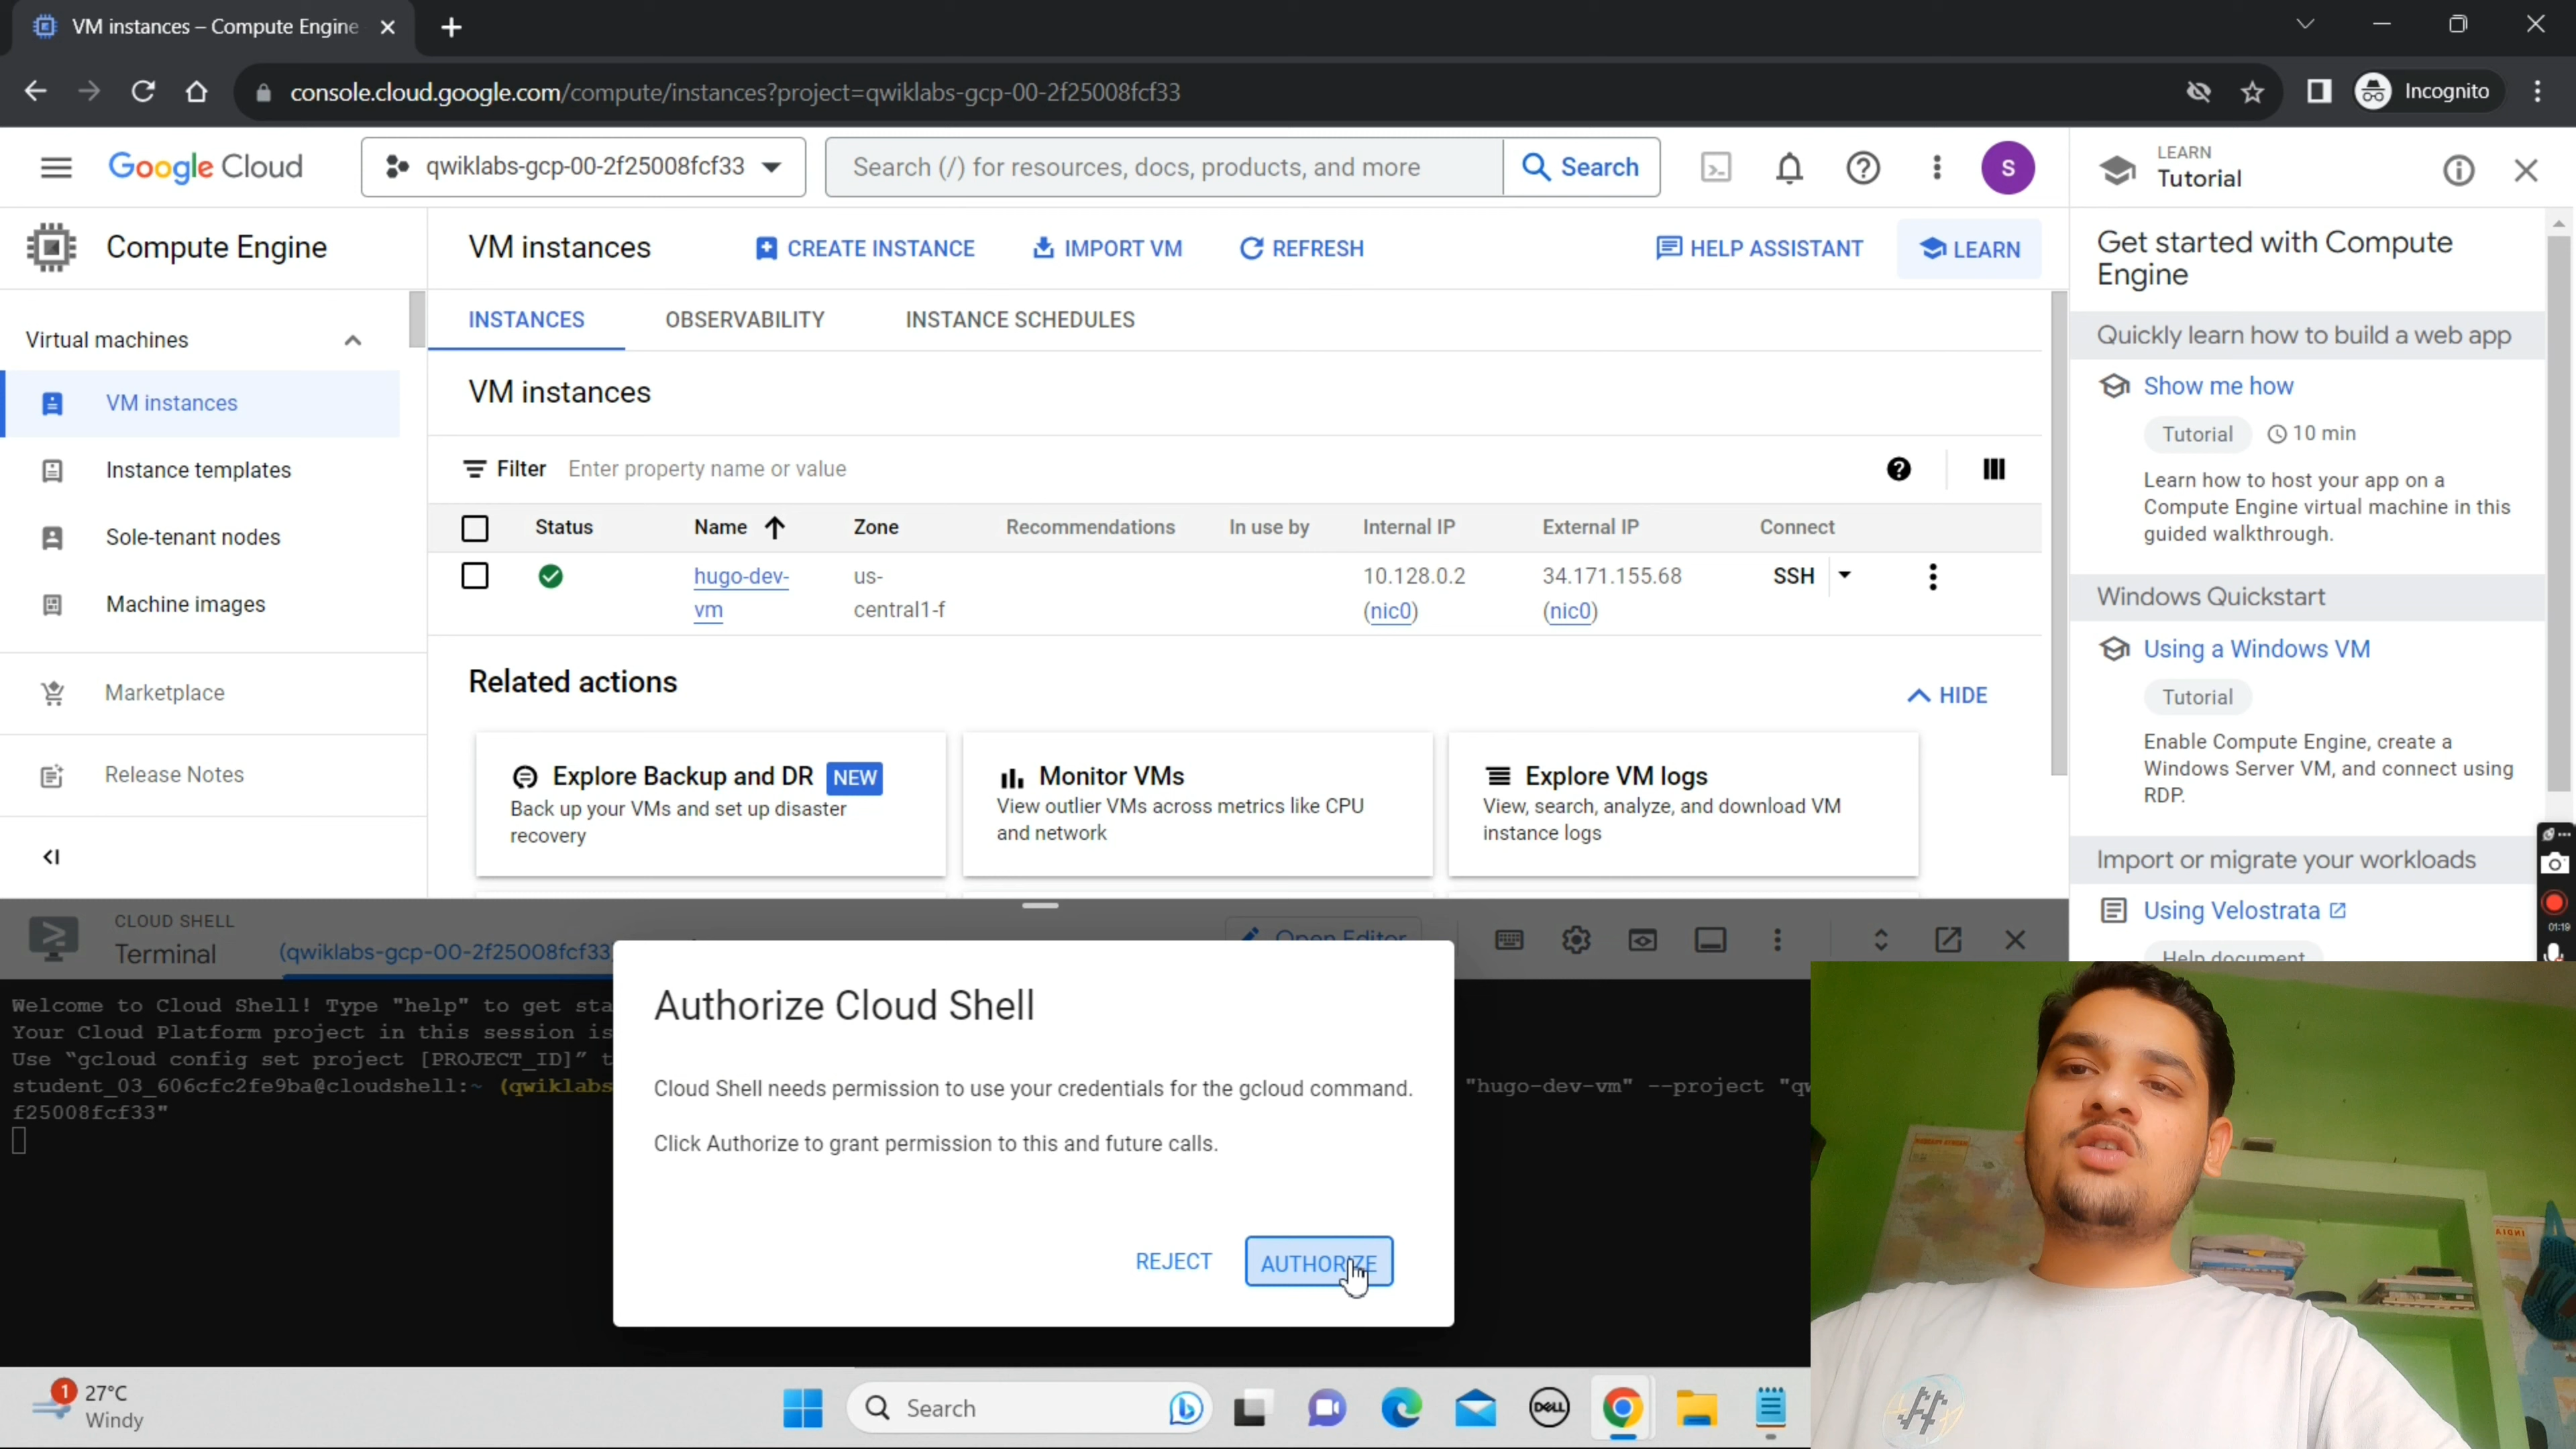 VM instances – Compute Engine
console.cloud.google.com/compute/instances?project=qwiklabs-gcp-00-2f25008fcf33
Incognito
Google Cloud
qwiklabs-gcp-00-2f25008fcf33
Search (/) for resources, docs, products, and more
Search
S
LEARN
Tutorial
Compute Engine
VM instances
CREATE INSTANCE
IMPORT VM
REFRESH
HELP ASSISTANT
LEARN
Get started with Compute
Engine
Virtual machines
VM instances
Instance templates
Sole-tenant nodes
Machine images
Marketplace
Release Notes
INSTANCES
OBSERVABILITY
INSTANCE SCHEDULES
VM instances
Filter
Enter property name or value
Status
Name
Zone
Recommendations
In use by
Internal IP
External IP
Connect
hugo-dev-
vm
us-
central1-f
10.128.0.2
(nic0)
34.171.155.68
(nic0)
SSH
Related actions
HIDE
Explore Backup and DR NEW
Back up your VMs and set up disaster
recovery
Monitor VMs
View outlier VMs across metrics like CPU
and network
Explore VM logs
View, search, analyze, and download VM
instance logs
Quickly learn how to build a web app
Show me how
Tutorial
10 min
Learn how to host your app on a
Compute Engine virtual machine in this
guided walkthrough.
Windows Quickstart
Using a Windows VM
Tutorial
Enable Compute Engine, create a
Windows Server VM, and connect using
RDP.
Import or migrate your workloads
Using Velostrata
Help document
01:19
CLOUD SHELL
Terminal
(qwiklabs-gcp-00-2f25008fcf33
Open Editor
Welcome to Cloud Shell! Type "help" to get sta
Your Cloud Platform project in this session is
Use “gcloud config set project [PROJECT_ID]” t
student_03_606cfc2fe9ba@cloudshell:~ (qwiklabs
"hugo-dev-vm" --project "qw
f25008fcf33"
Authorize Cloud Shell
Cloud Shell needs permission to use your credentials for the gcloud command.
Click Authorize to grant permission to this and future calls.
REJECT
AUTHORIZE
1
27°C
Windy
Search
DELL